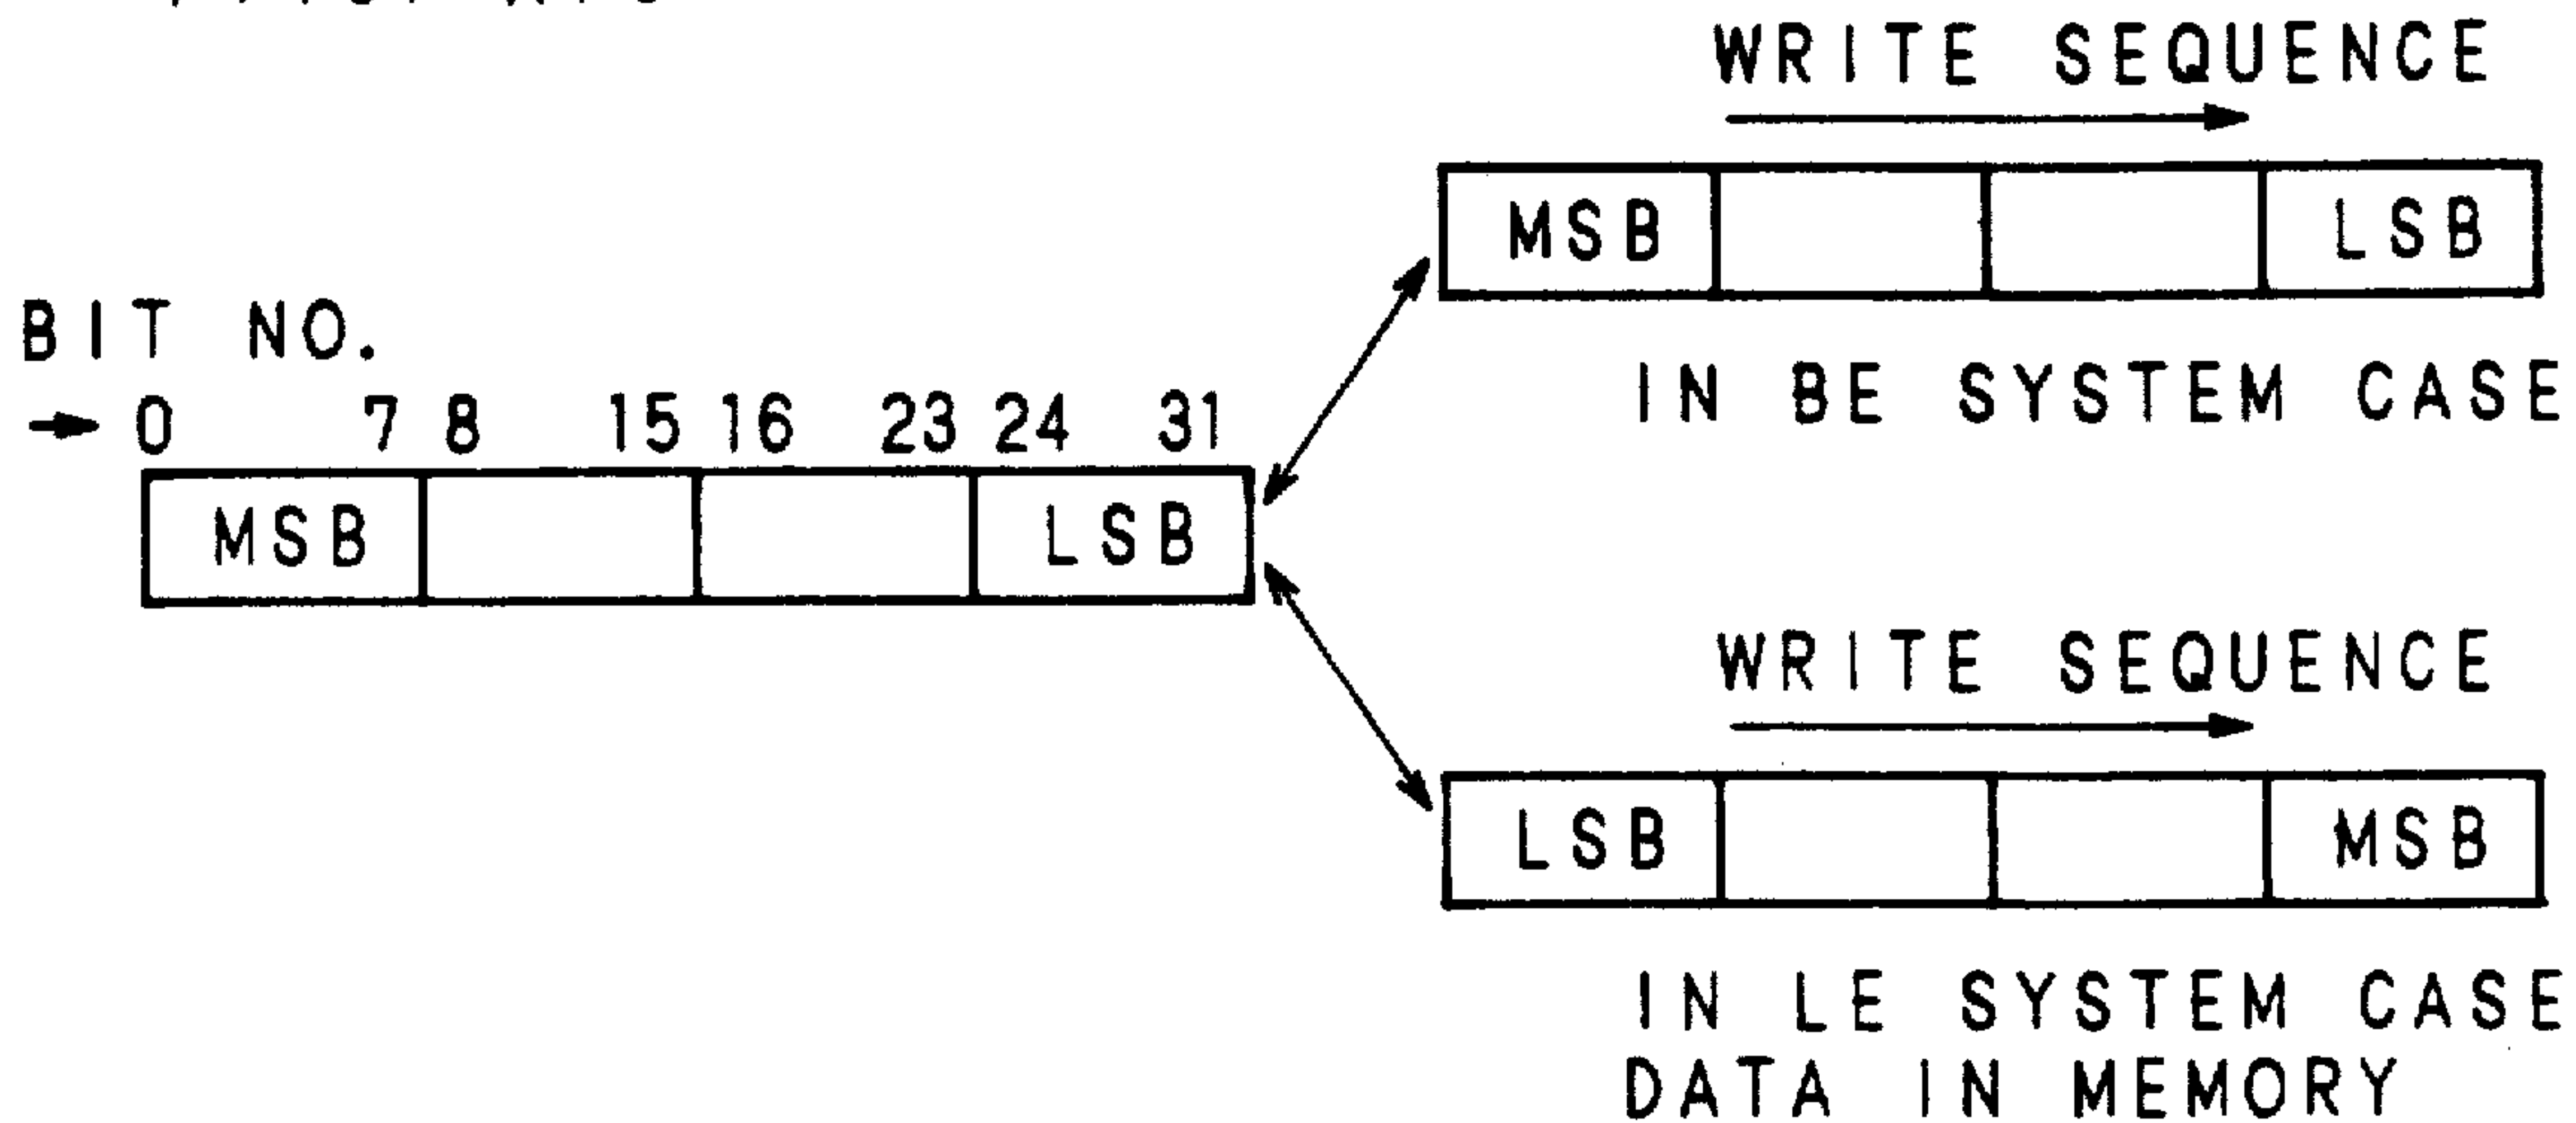 WRITE SEQUENCE
MSB LSB
IN BE SYSTEM CASE
BIT NO.
0 7 8 15 16 23 24 31
MSB LSB
WRITE SEQUENCE
LSB MSB
IN LE SYSTEM CASE
DATA IN MEMORY